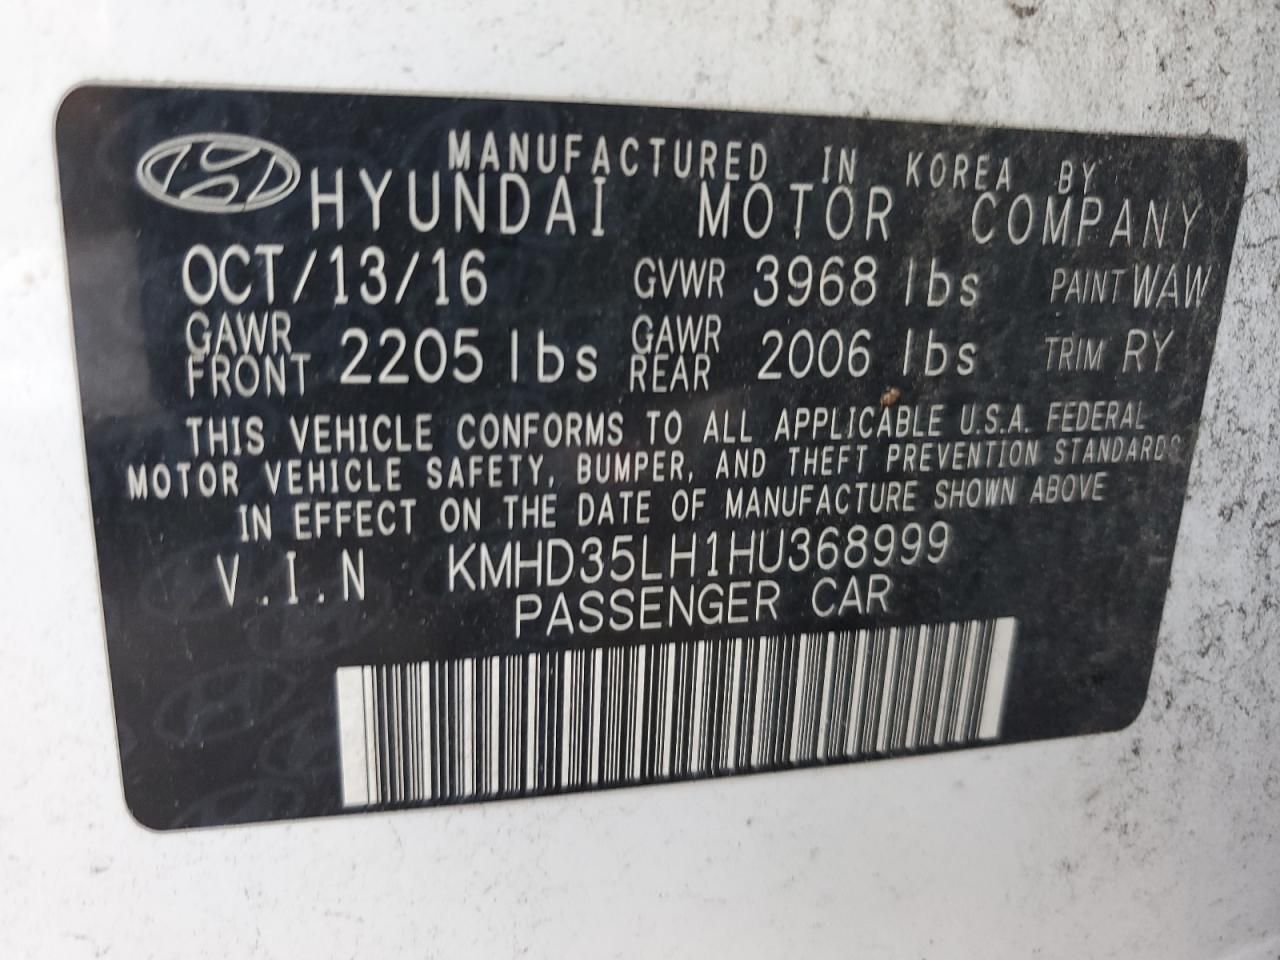 MANUFACTURED IN KOREA BY
HYUNDAI MOTOR COMPANY
OCT/13/16 GVWR 3968 lbs PAINT WAW
GAWR FRONT 2205 lbs GAWR REAR 2006 lbs TRIM RY
THIS VEHICLE CONFORMS TO ALL APPLICABLE U.S.A. FEDERAL
MOTOR VEHICLE SAFETY, BUMPER, AND THEFT PREVENTION STANDARDS
IN EFFECT ON THE DATE OF MANUFACTURE SHOWN ABOVE
V.I.N KMHD35LH1HU368999
PASSENGER CAR